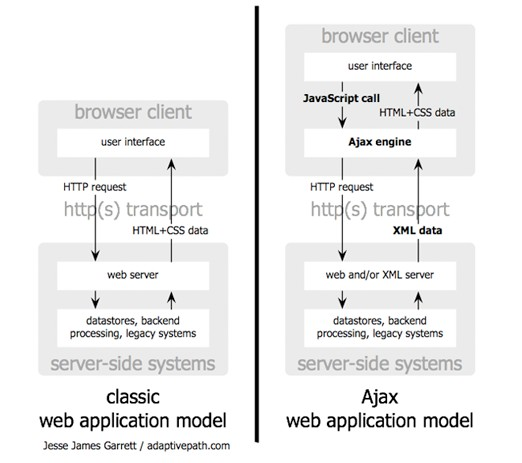 browser client
user interface
HTTP request
http(s) transport
HTML+CSS data
web server
datastores, backend
processing, legacy systems
server-side systems
classic
web application model
Jesse James Garrett / adaptivepath.com
browser client
user interface
JavaScript call
HTML+CSS data
Ajax engine
HTTP request
http(s) transport
XML data
web and/or XML server
datastores, backend
processing, legacy systems
server-side systems
Ajax
web application model